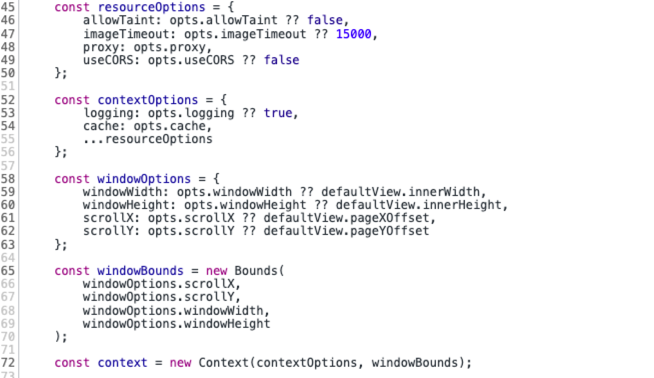 45 const resourceOptions = {
46 allowTaint: opts.allowTaint ?? false,
47 imageTimeout: opts.imageTimeout ?? 15000,
48 proxy: opts.proxy,
49 useCORS: opts.useCORS ?? false
50 };
51
52 const contextOptions = {
53 logging: opts.logging ?? true,
54 cache: opts.cache,
55 ...resourceOptions
56 };
57
58 const windowOptions = {
59 windowWidth: opts.windowWidth ?? defaultView.innerWidth,
60 windowHeight: opts.windowHeight ?? defaultView.innerHeight,
61 scrollX: opts.scrollX ?? defaultView.pageXOffset,
62 scrollY: opts.scrollY ?? defaultView.pageYOffset
63 };
64
65 const windowBounds = new Bounds(
66 windowOptions.scrollX,
67 windowOptions.scrollY,
68 windowOptions.windowWidth,
69 windowOptions.windowHeight
70 );
71
72 const context = new Context(contextOptions, windowBounds);
73